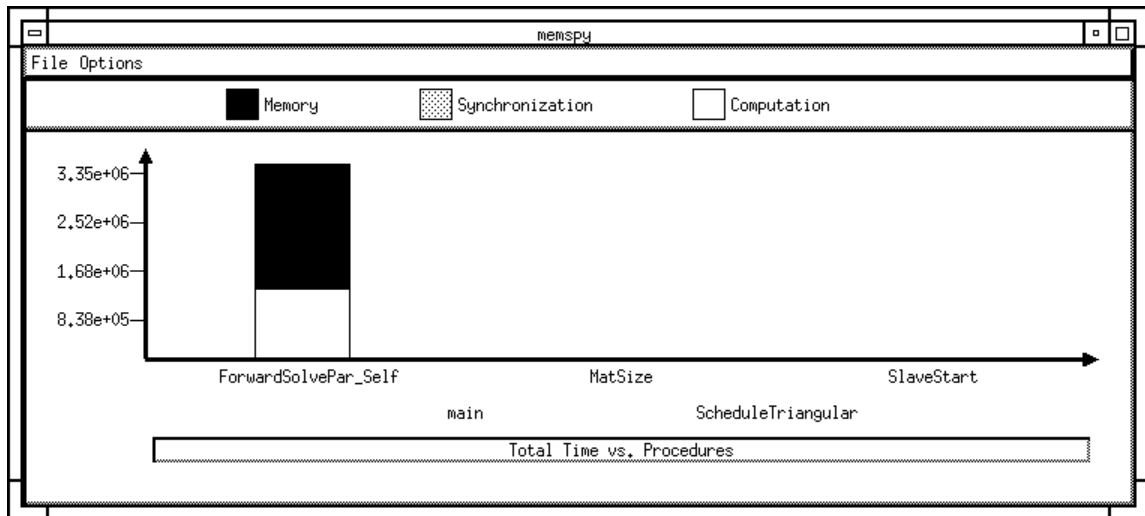 memspy
File Options
Memory Synchronization Computation
3.35e+06
2.52e+06
1.68e+06
8.38e+05
ForwardSolvePar_Self MatSize SlaveStart
main ScheduleTriangular
Total Time vs. Procedures